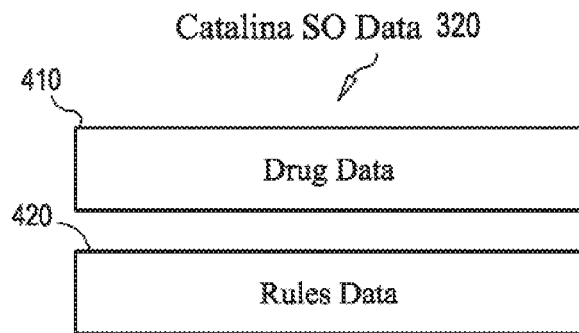 Catalina SO Data 320
410
Drug Data
420
Rules Data